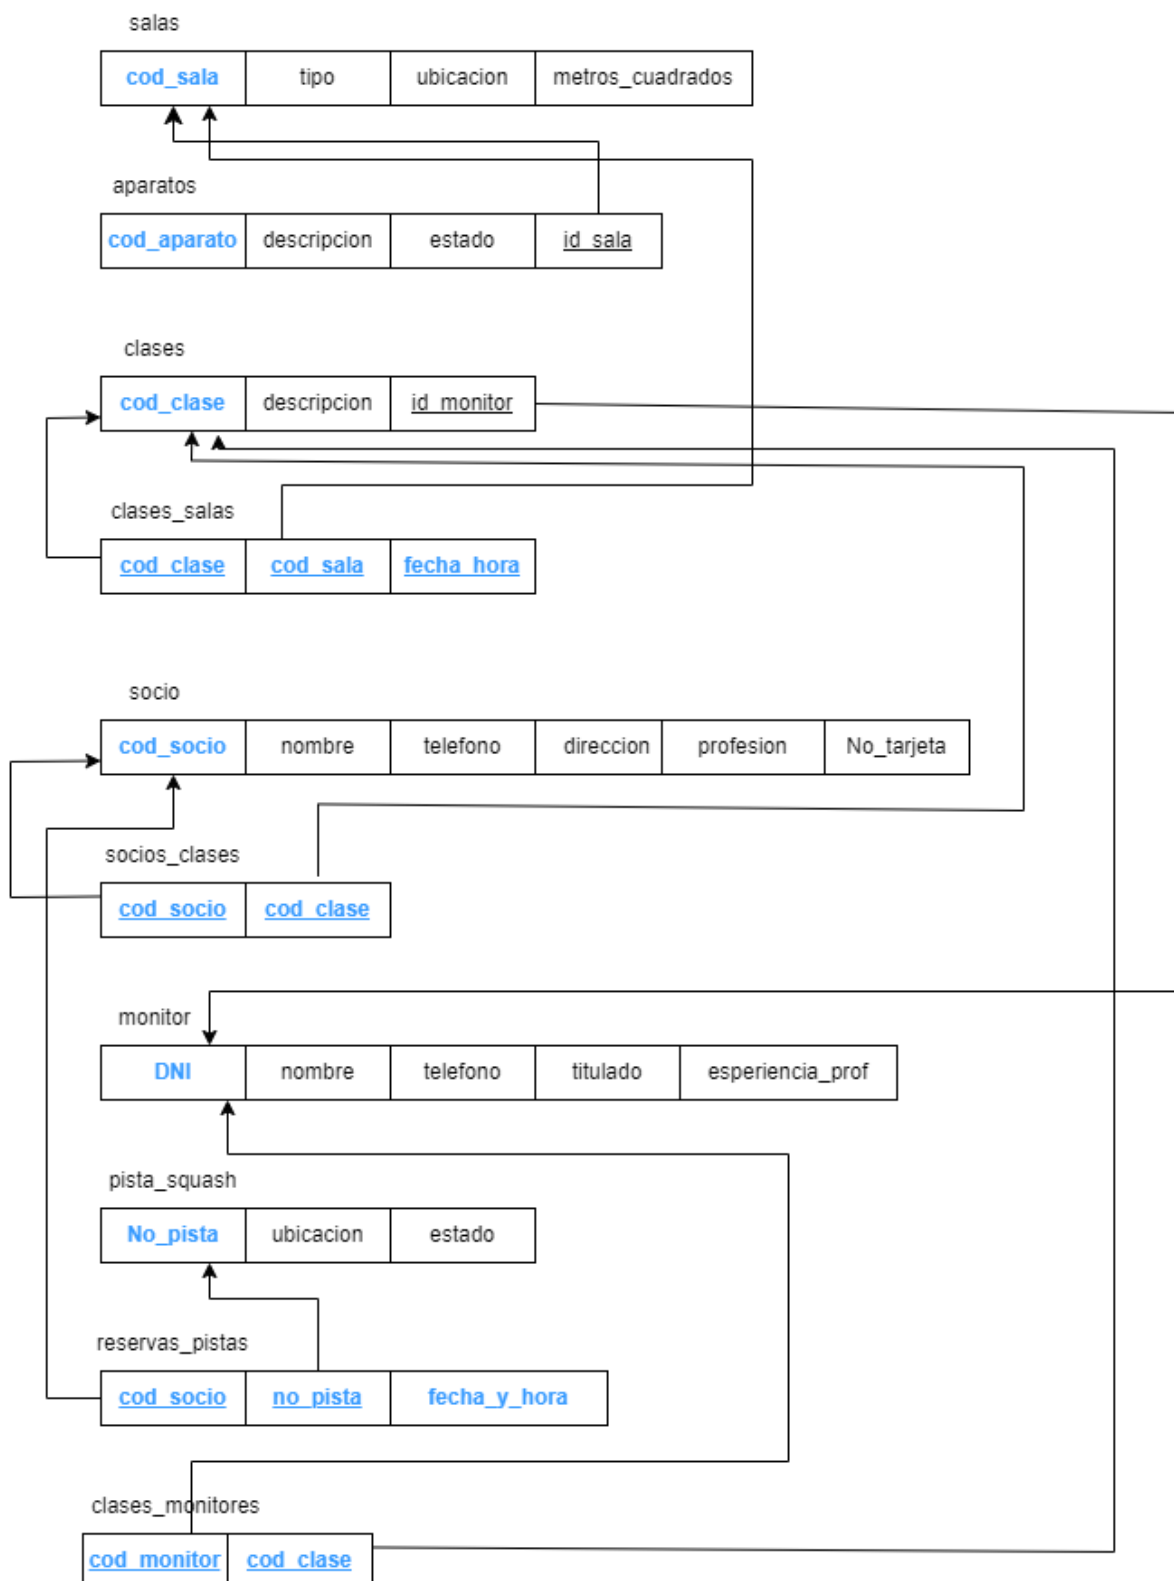 salas
cod_sala tipo ubicacion metros_cuadrados
aparatos
cod_aparato descripcion estado id_sala
clases
cod_clase descripcion id_monitor
clases_salas
cod_clase cod_sala fecha_hora
socio
cod_socio nombre telefono direccion profesion No_tarjeta
socios_clases
cod_socio cod_clase
monitor
DNI nombre telefono titulado esperiencia_prof
pista_squash
No_pista ubicacion estado
reservas_pistas
cod_socio no_pista fecha_y_hora
clases_monitores
cod_monitor cod_clase